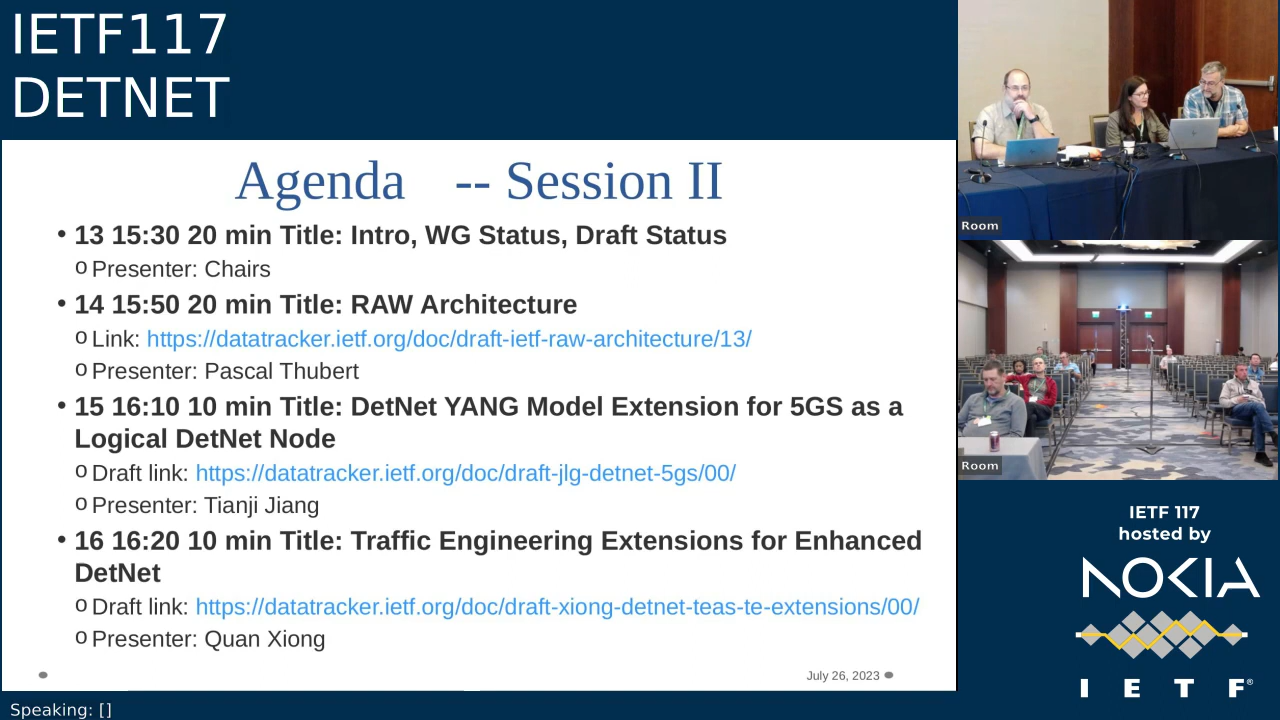 IETF117
DETNET
Agenda -- Session II
• 13 15:30 20 min Title: Intro, WG Status, Draft Status
o Presenter: Chairs
• 14 15:50 20 min Title: RAW Architecture
o Link: https://datatracker.ietf.org/doc/draft-ietf-raw-architecture/13/
o Presenter: Pascal Thubert
• 15 16:10 10 min Title: DetNet YANG Model Extension for 5GS as a
Logical DetNet Node
o Draft link: https://datatracker.ietf.org/doc/draft-jlg-detnet-5gs/00/
o Presenter: Tianji Jiang
• 16 16:20 10 min Title: Traffic Engineering Extensions for Enhanced
DetNet
o Draft link: https://datatracker.ietf.org/doc/draft-xiong-detnet-teas-te-extensions/00/
o Presenter: Quan Xiong
July 26, 2023
Speaking: []
Room
Room
IETF 117
hosted by
NOKIA
I E T F®